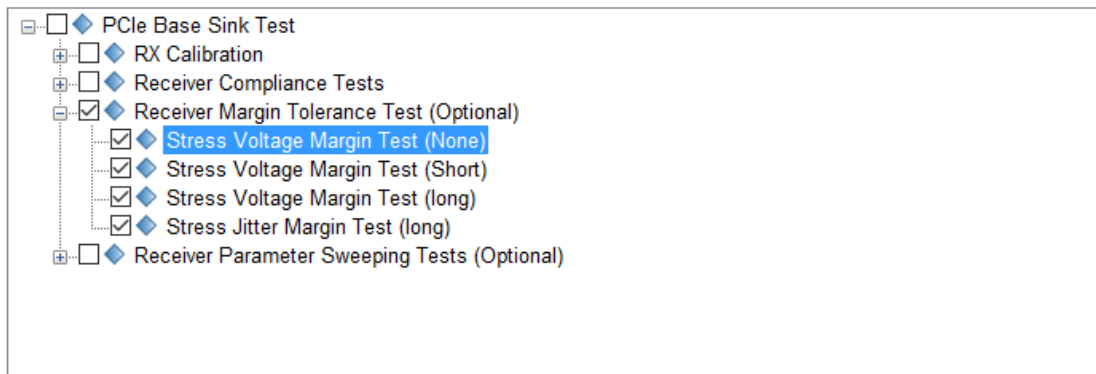 PCIe Base Sink Test
RX Calibration
Receiver Compliance Tests
Receiver Margin Tolerance Test (Optional)
Stress Voltage Margin Test (None)
Stress Voltage Margin Test (Short)
Stress Voltage Margin Test (long)
Stress Jitter Margin Test (long)
Receiver Parameter Sweeping Tests (Optional)